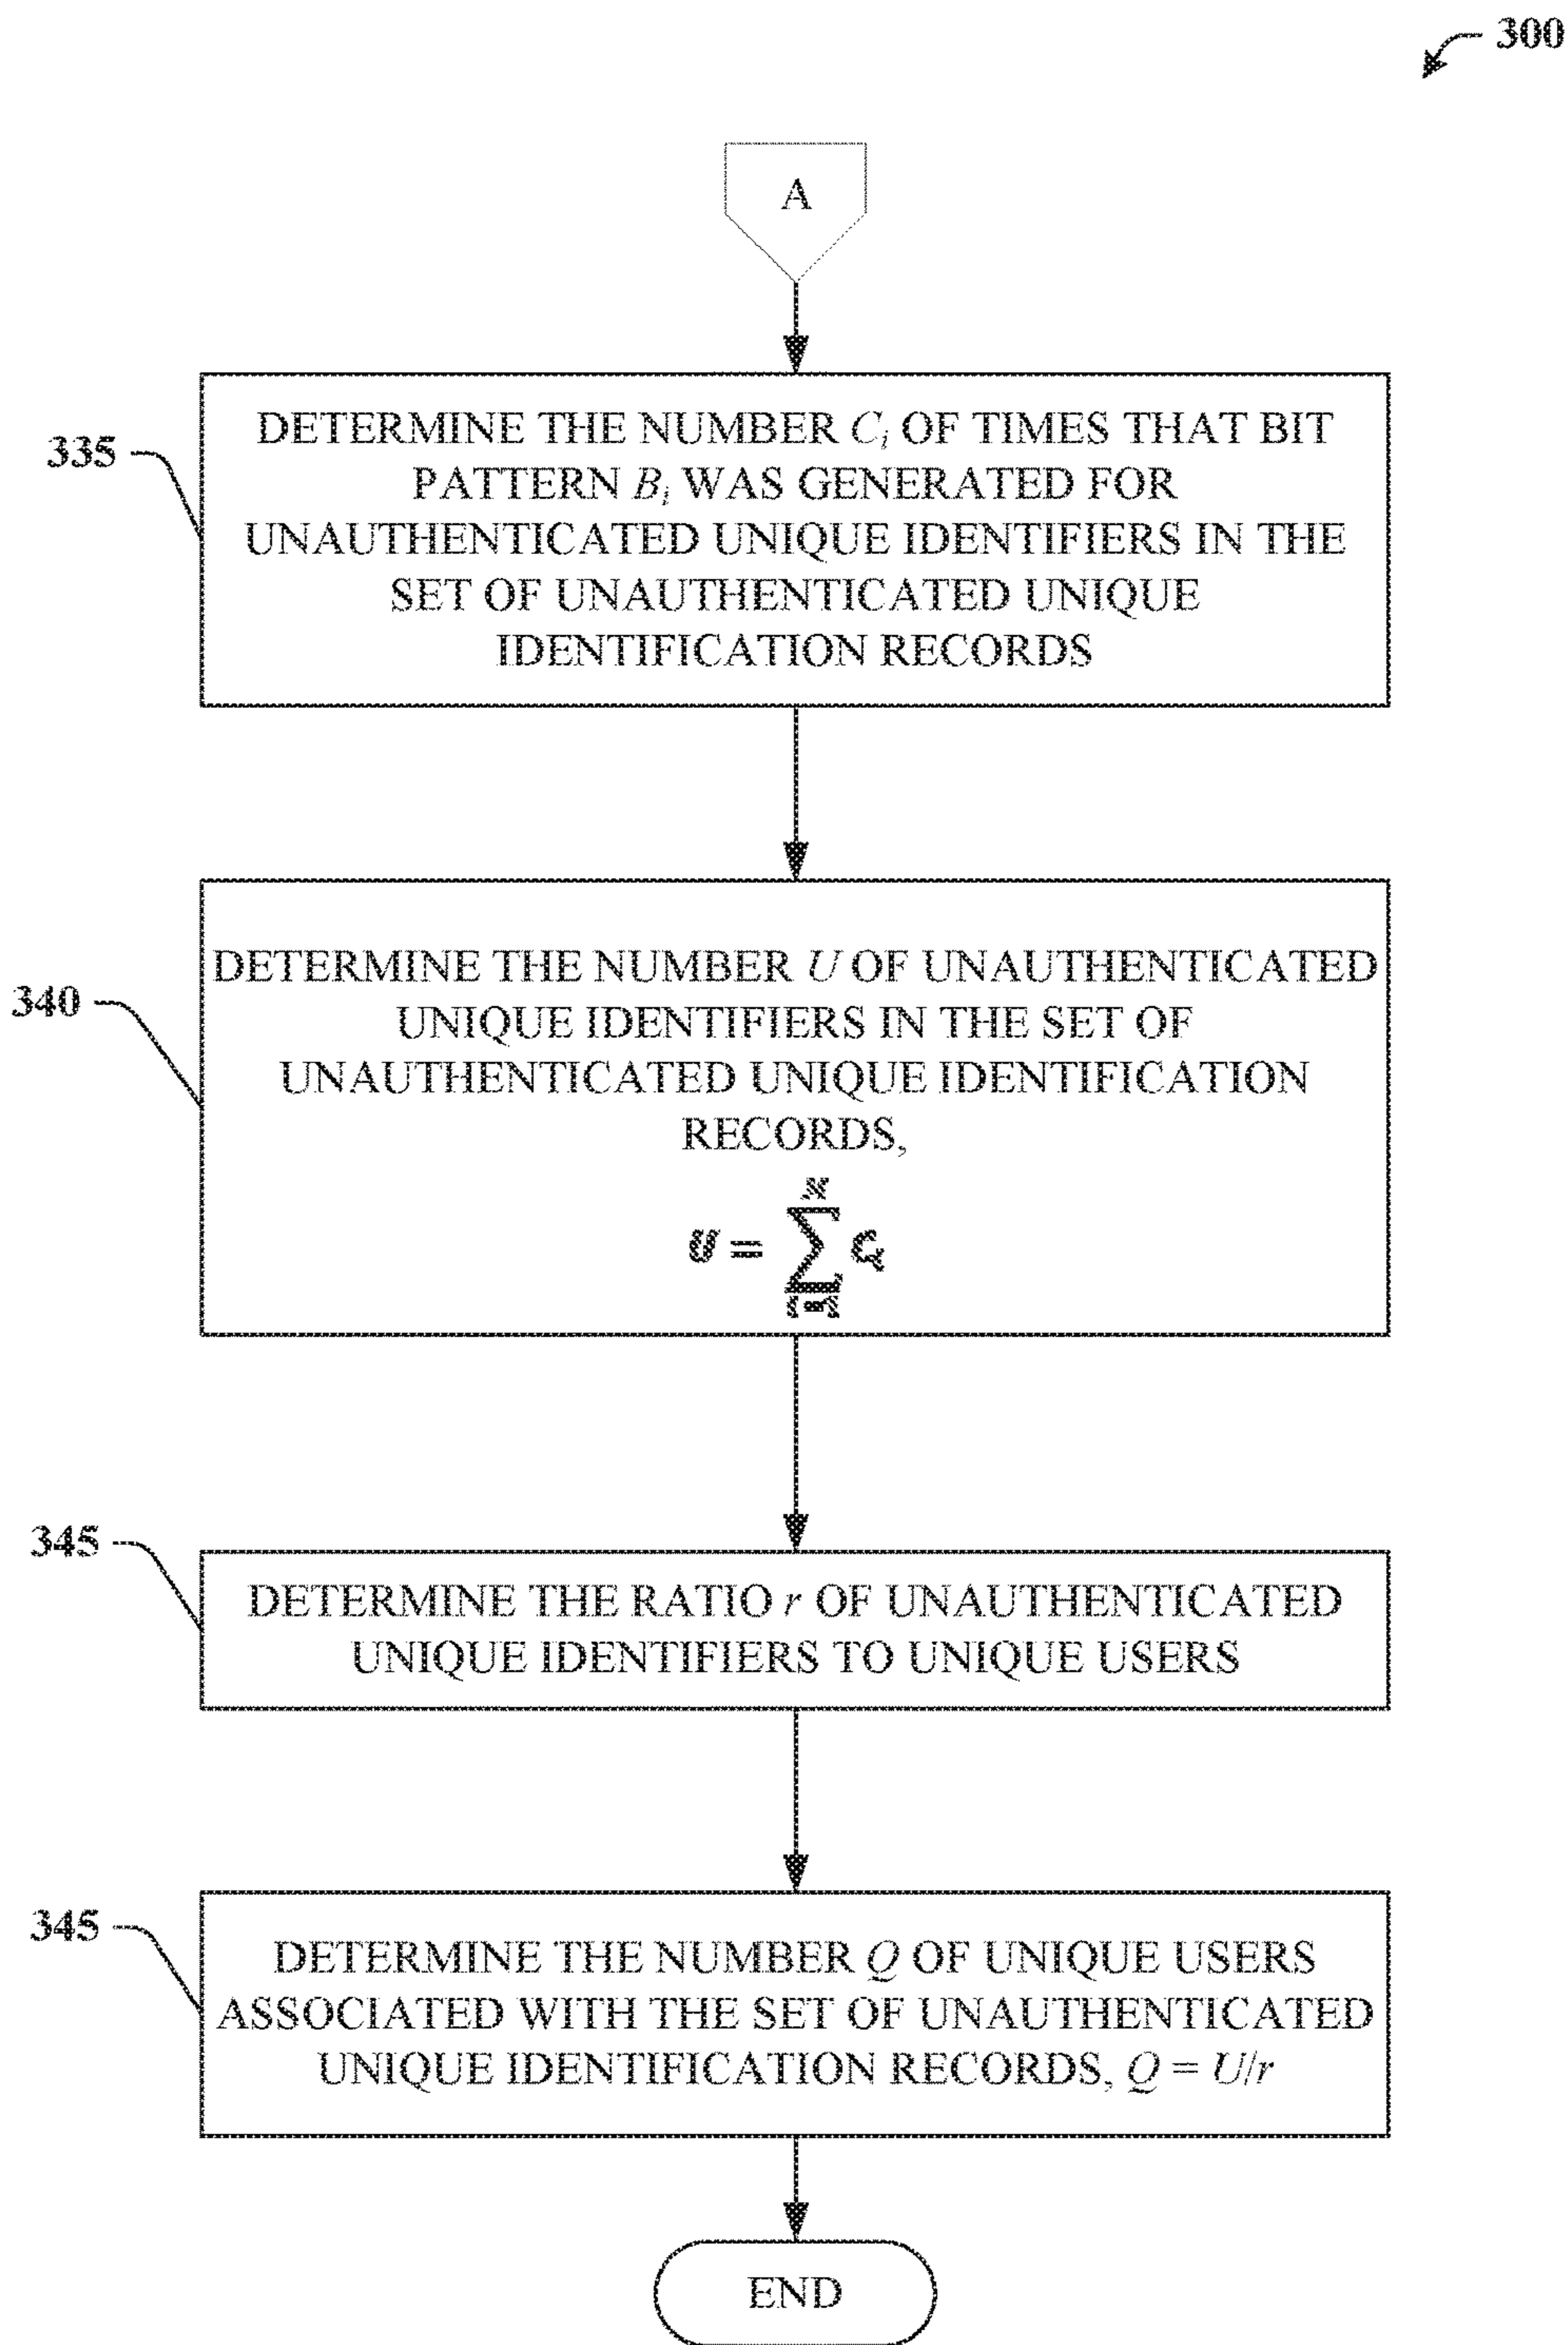 300
A
335
DETERMINE THE NUMBER Cᵢ OF TIMES THAT BIT
PATTERN Bᵢ WAS GENERATED FOR
UNAUTHENTICATED UNIQUE IDENTIFIERS IN THE
SET OF UNAUTHENTICATED UNIQUE
IDENTIFICATION RECORDS
340
DETERMINE THE NUMBER U OF UNAUTHENTICATED
UNIQUE IDENTIFIERS IN THE SET OF
UNAUTHENTICATED UNIQUE IDENTIFICATION
RECORDS,
U = ∑ Cᵢ
345
DETERMINE THE RATIO r OF UNAUTHENTICATED
UNIQUE IDENTIFIERS TO UNIQUE USERS
345
DETERMINE THE NUMBER Q OF UNIQUE USERS
ASSOCIATED WITH THE SET OF UNAUTHENTICATED
UNIQUE IDENTIFICATION RECORDS, Q = U/r
END